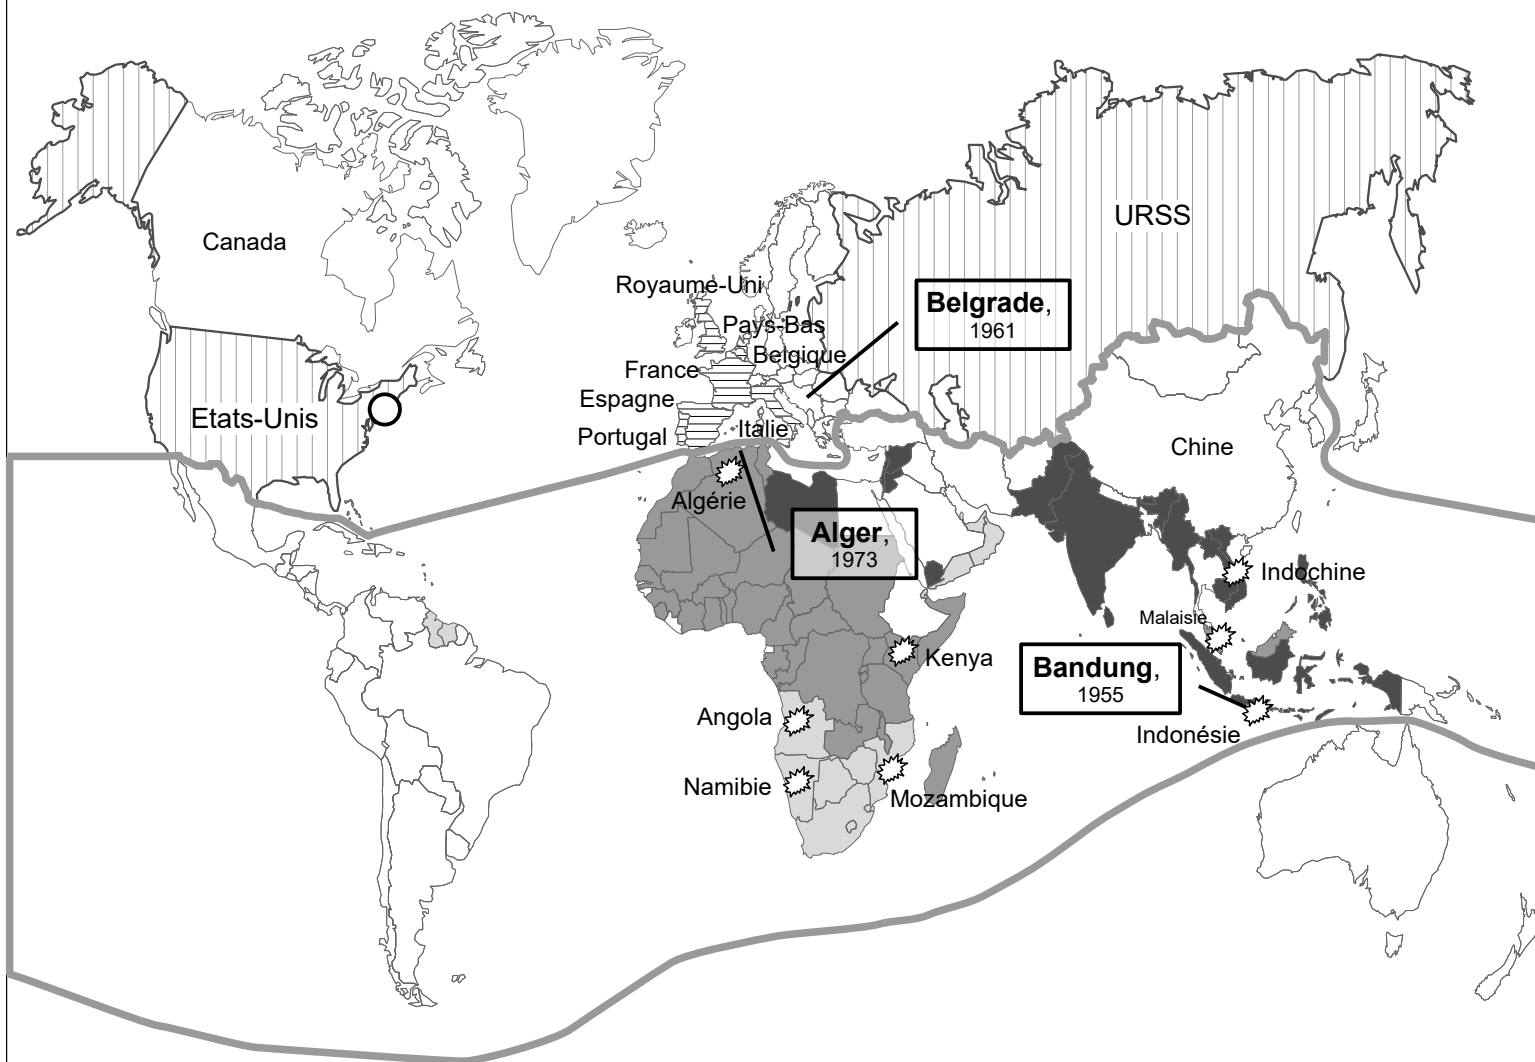 Canada
URSS
Royaume-Uni
Belgrade,
1961
Pays-Bas
Belgique
France
Espagne
Etats-Unis
Italie
Portugal
Chine
Algérie
Alger,
1973
Indochine
Malaisie
Kenya
Bandung,
1955
Angola
Indonésie
Namibie
Mozambique